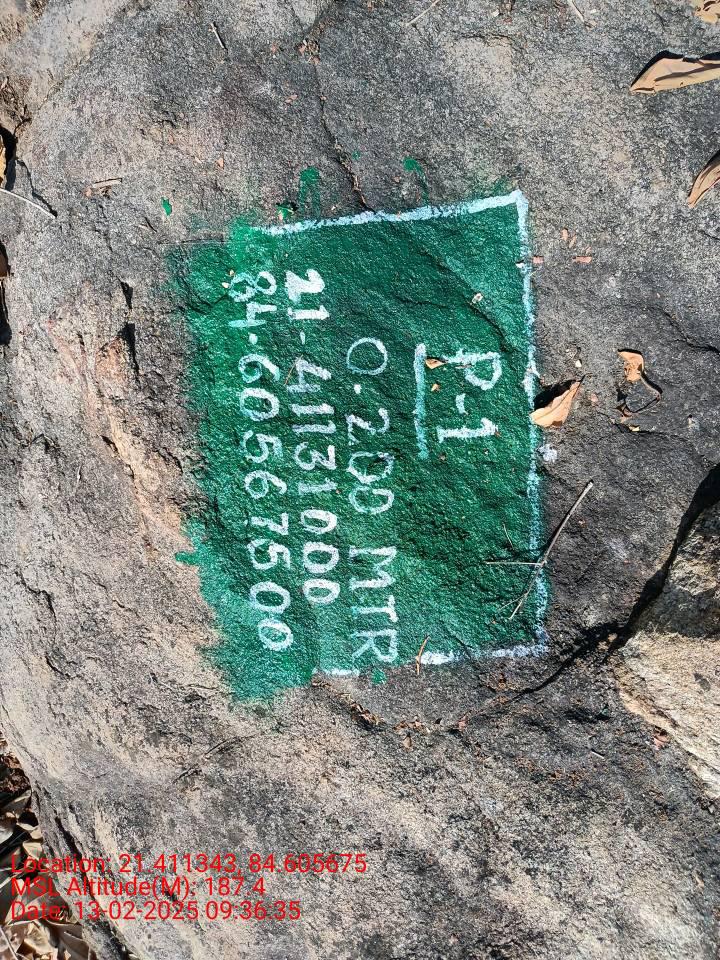 P-1
0.200 MTR
21.41131000
84.60567500
Location: 21.411343, 84.605675
MSL Altitude(M): 187.4
Date: 13-02-2025 09:36:35